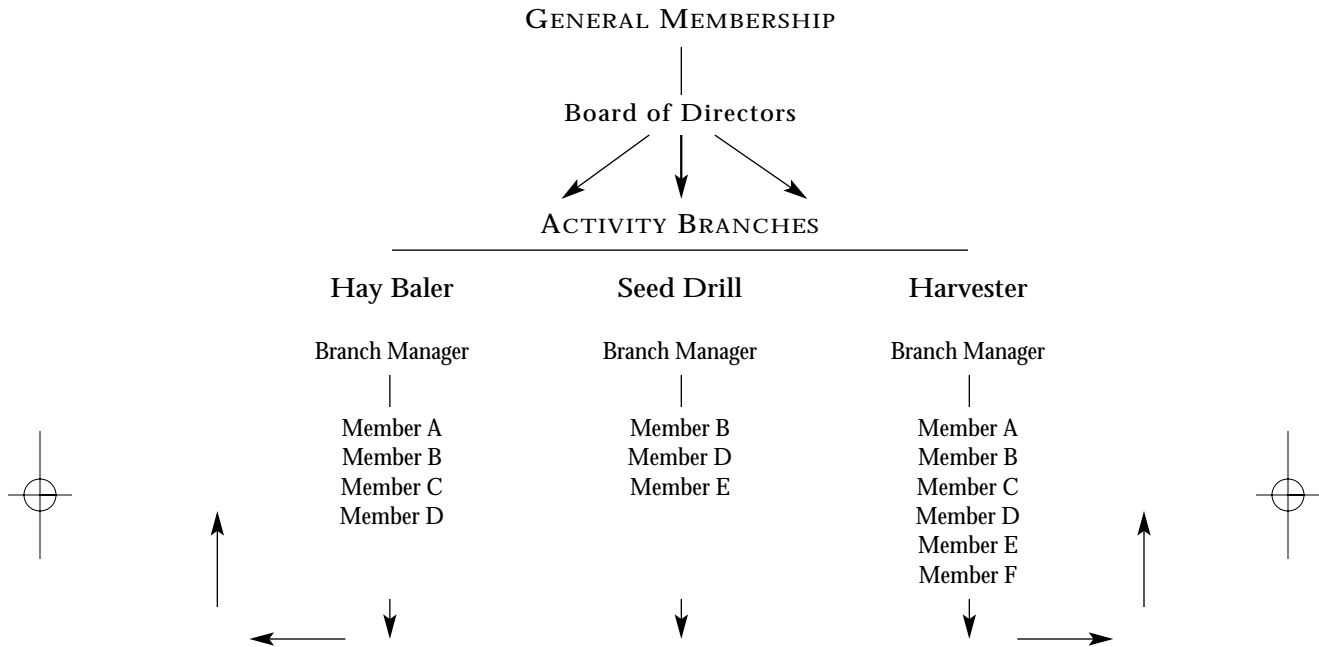 GENERAL MEMBERSHIP
Board of Directors
ACTIVITY BRANCHES
Hay Baler Seed Drill Harvester
Branch Manager Branch Manager Branch Manager
Member A Member B Member A
Member B Member D Member B
Member C Member E Member C
Member D Member D
Member E
Member F